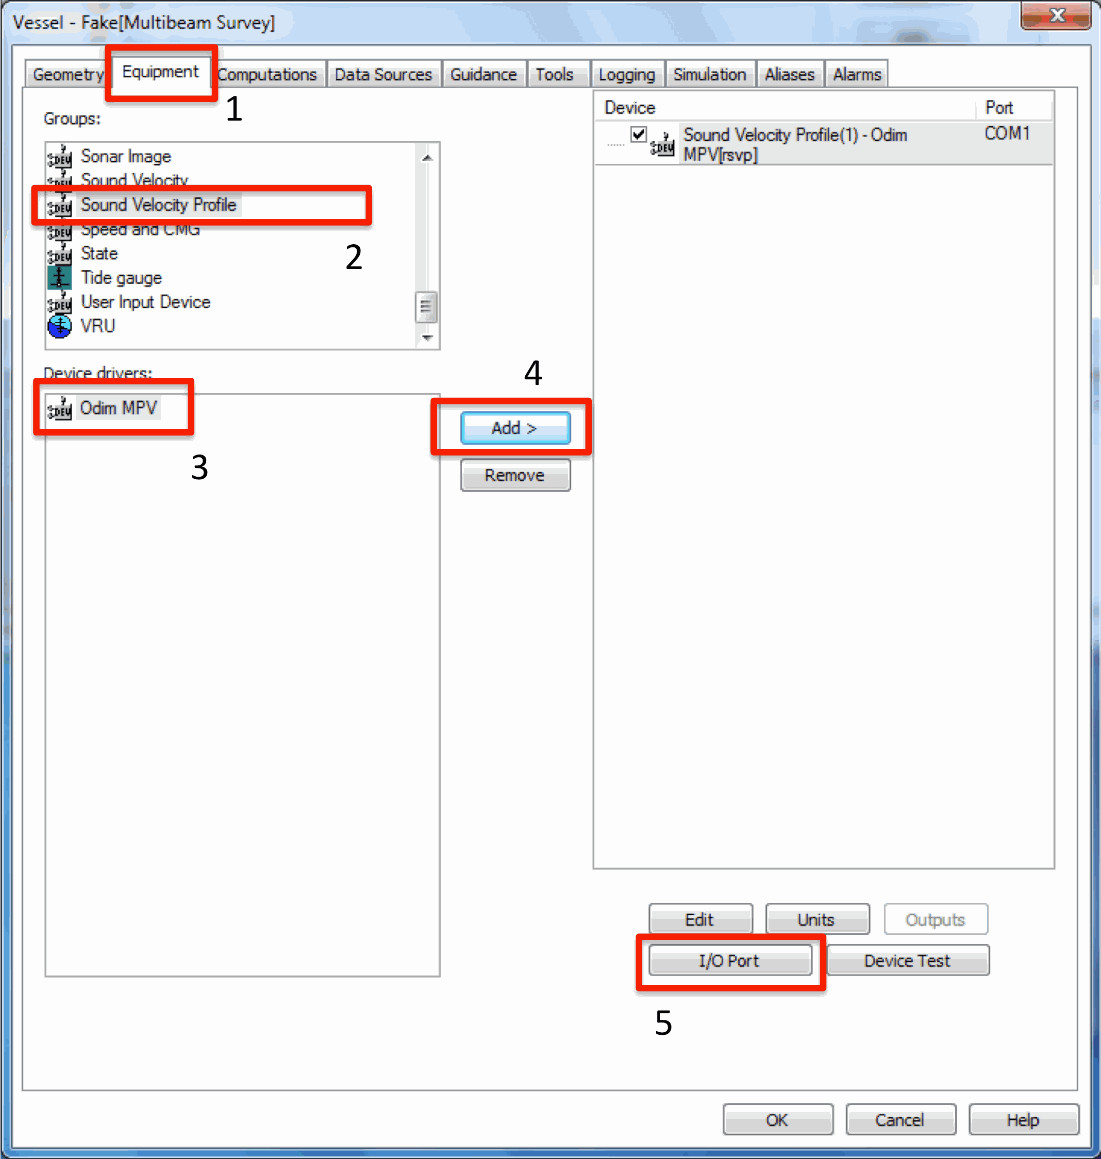 Vessel - Fake[Multibeam Survey]
Geometry Equipment Computations Data Sources Guidance Tools Logging Simulation Aliases Alarms
1
Groups:
Sonar Image
Sound Velocity
Sound Velocity Profile
Speed and CMG
State
Tide gauge
User Input Device
VRU
2
Device drivers:
Odim MPV
3
4
Add >
Remove
Device Port
Sound Velocity Profile(1) - Odim COM1
MPV[rsvp]
Edit Units Outputs
I/O Port Device Test
5
OK Cancel Help